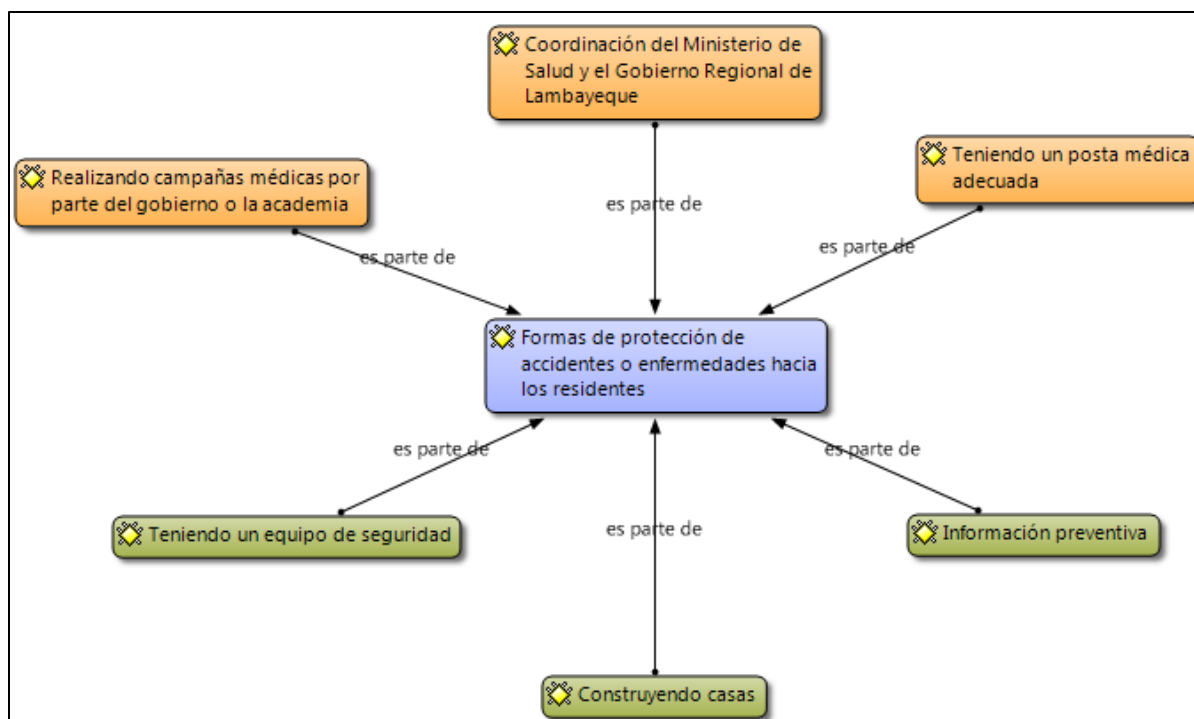 Coordinación del Ministerio de
Salud y el Gobierno Regional de
Lambayeque
Teniendo un posta médica
adecuada
Realizando campañas médicas por
parte del gobierno o la academia
es parte de
es parte de
es parte de
Formas de protección de
accidentes o enfermedades hacia
los residentes
es parte de
es parte de
es parte de
Teniendo un equipo de seguridad
Información preventiva
Construyendo casas